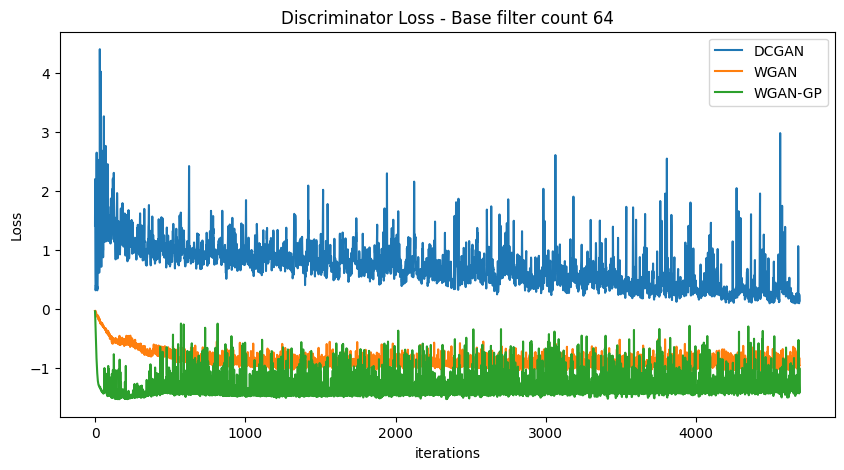 Discriminator Loss - Base filter count 64
DCGAN
WGAN
WGAN-GP
Loss
4
3
2
1
0
−1
0
1000
2000
3000
4000
iterations